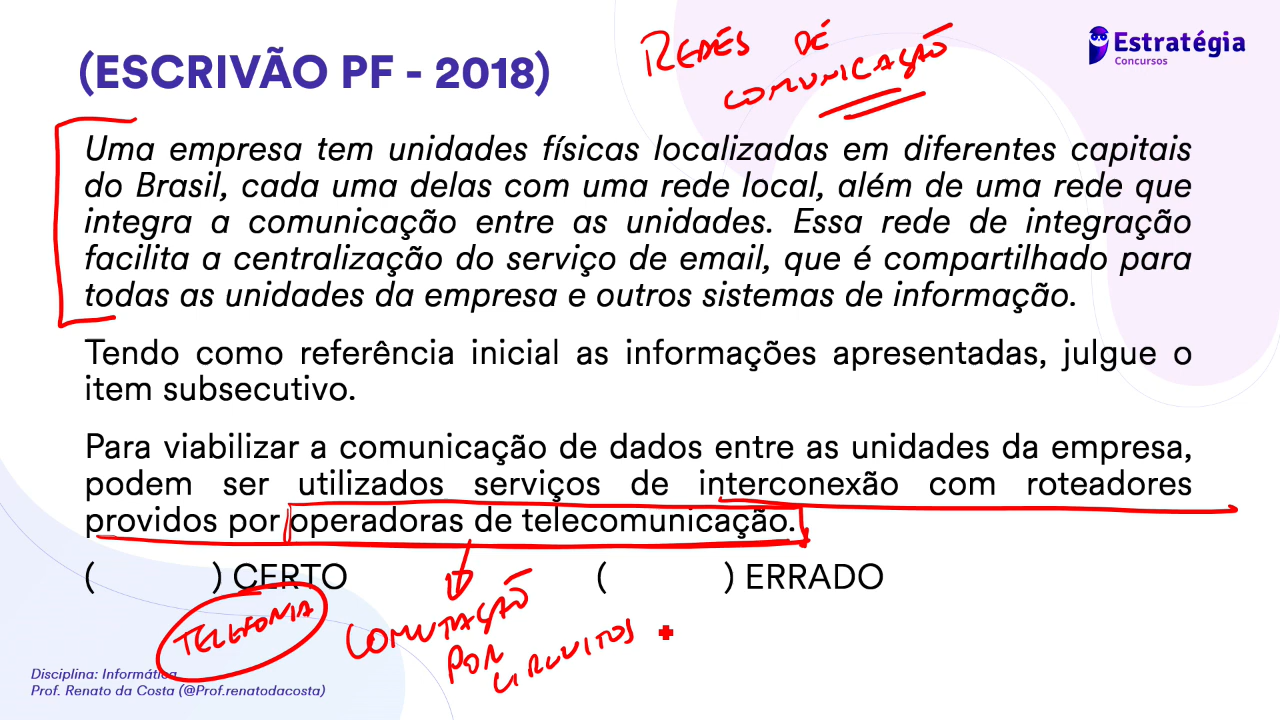 (ESCRIVÃO PF - 2018)
REDES DE
COMUNICAÇÃO
Estratégia
Concursos
Uma empresa tem unidades físicas localizadas em diferentes capitais
do Brasil, cada uma delas com uma rede local, além de uma rede que
integra a comunicação entre as unidades. Essa rede de integração
facilita a centralização do serviço de email, que é compartilhado para
todas as unidades da empresa e outros sistemas de informação.
Tendo como referência inicial as informações apresentadas, julgue o
item subsecutivo.
Para viabilizar a comunicação de dados entre as unidades da empresa,
podem ser utilizados serviços de interconexão com roteadores
providos por operadoras de telecomunicação.
( ) CERTO ( ) ERRADO
TELEFONIA
COMUTAÇÃO
POR
CIRCUITOS
Disciplina: Informática
Prof. Renato da Costa (@Prof.renatodacosta)